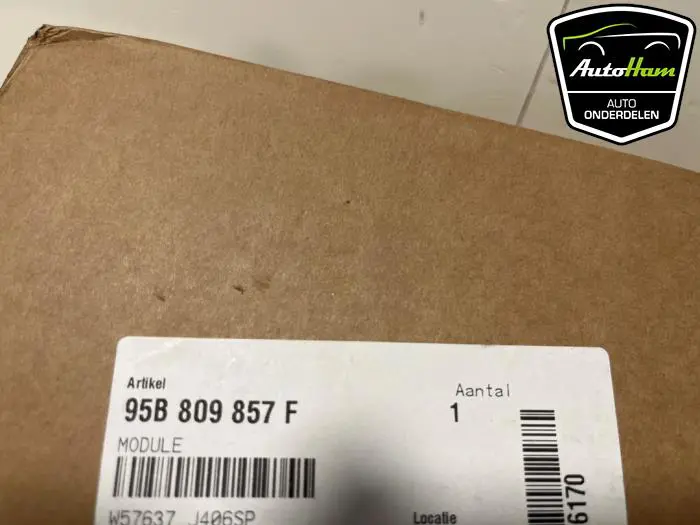 AutoHam
AUTO
ONDERDELEN
Artikel
95B 809 857 F
Aantal
1
MODULE
W57637 J406SP
Locatie
6170